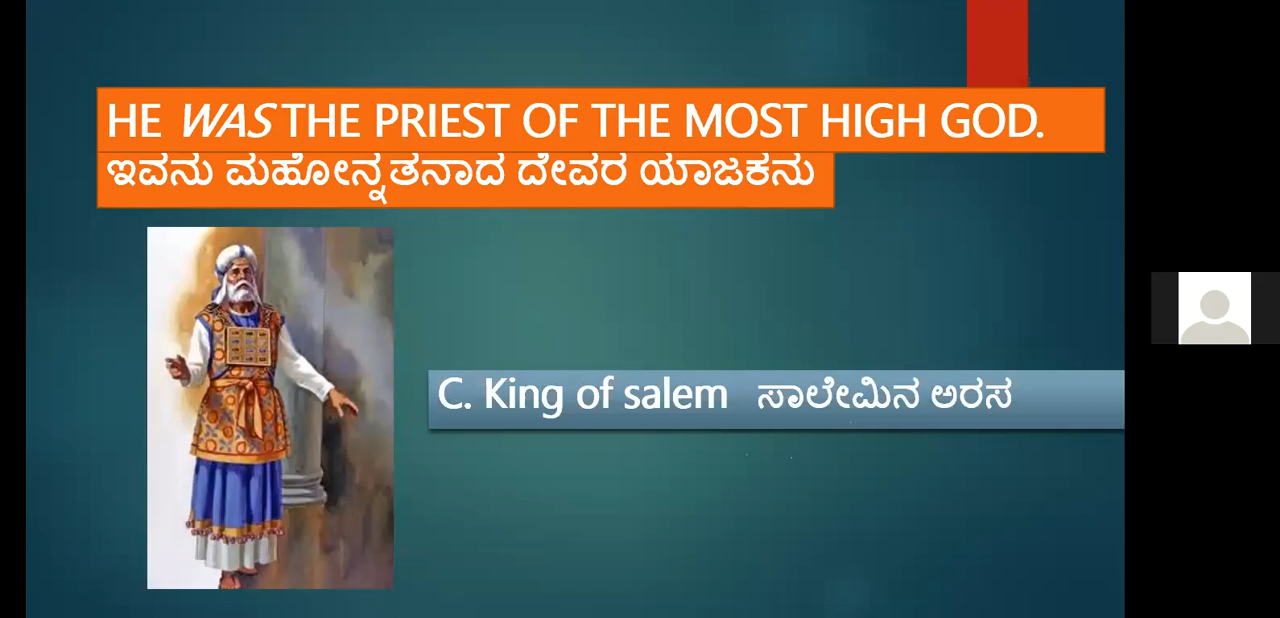 HE WAS THE PRIEST OF THE MOST HIGH GOD.
ಇವನು ಮಹೋನ್ನತನಾದ ದೇವರ ಯಾಜಕನು
C. King of salem ಸಾಲೇಮಿನ ಅರಸ